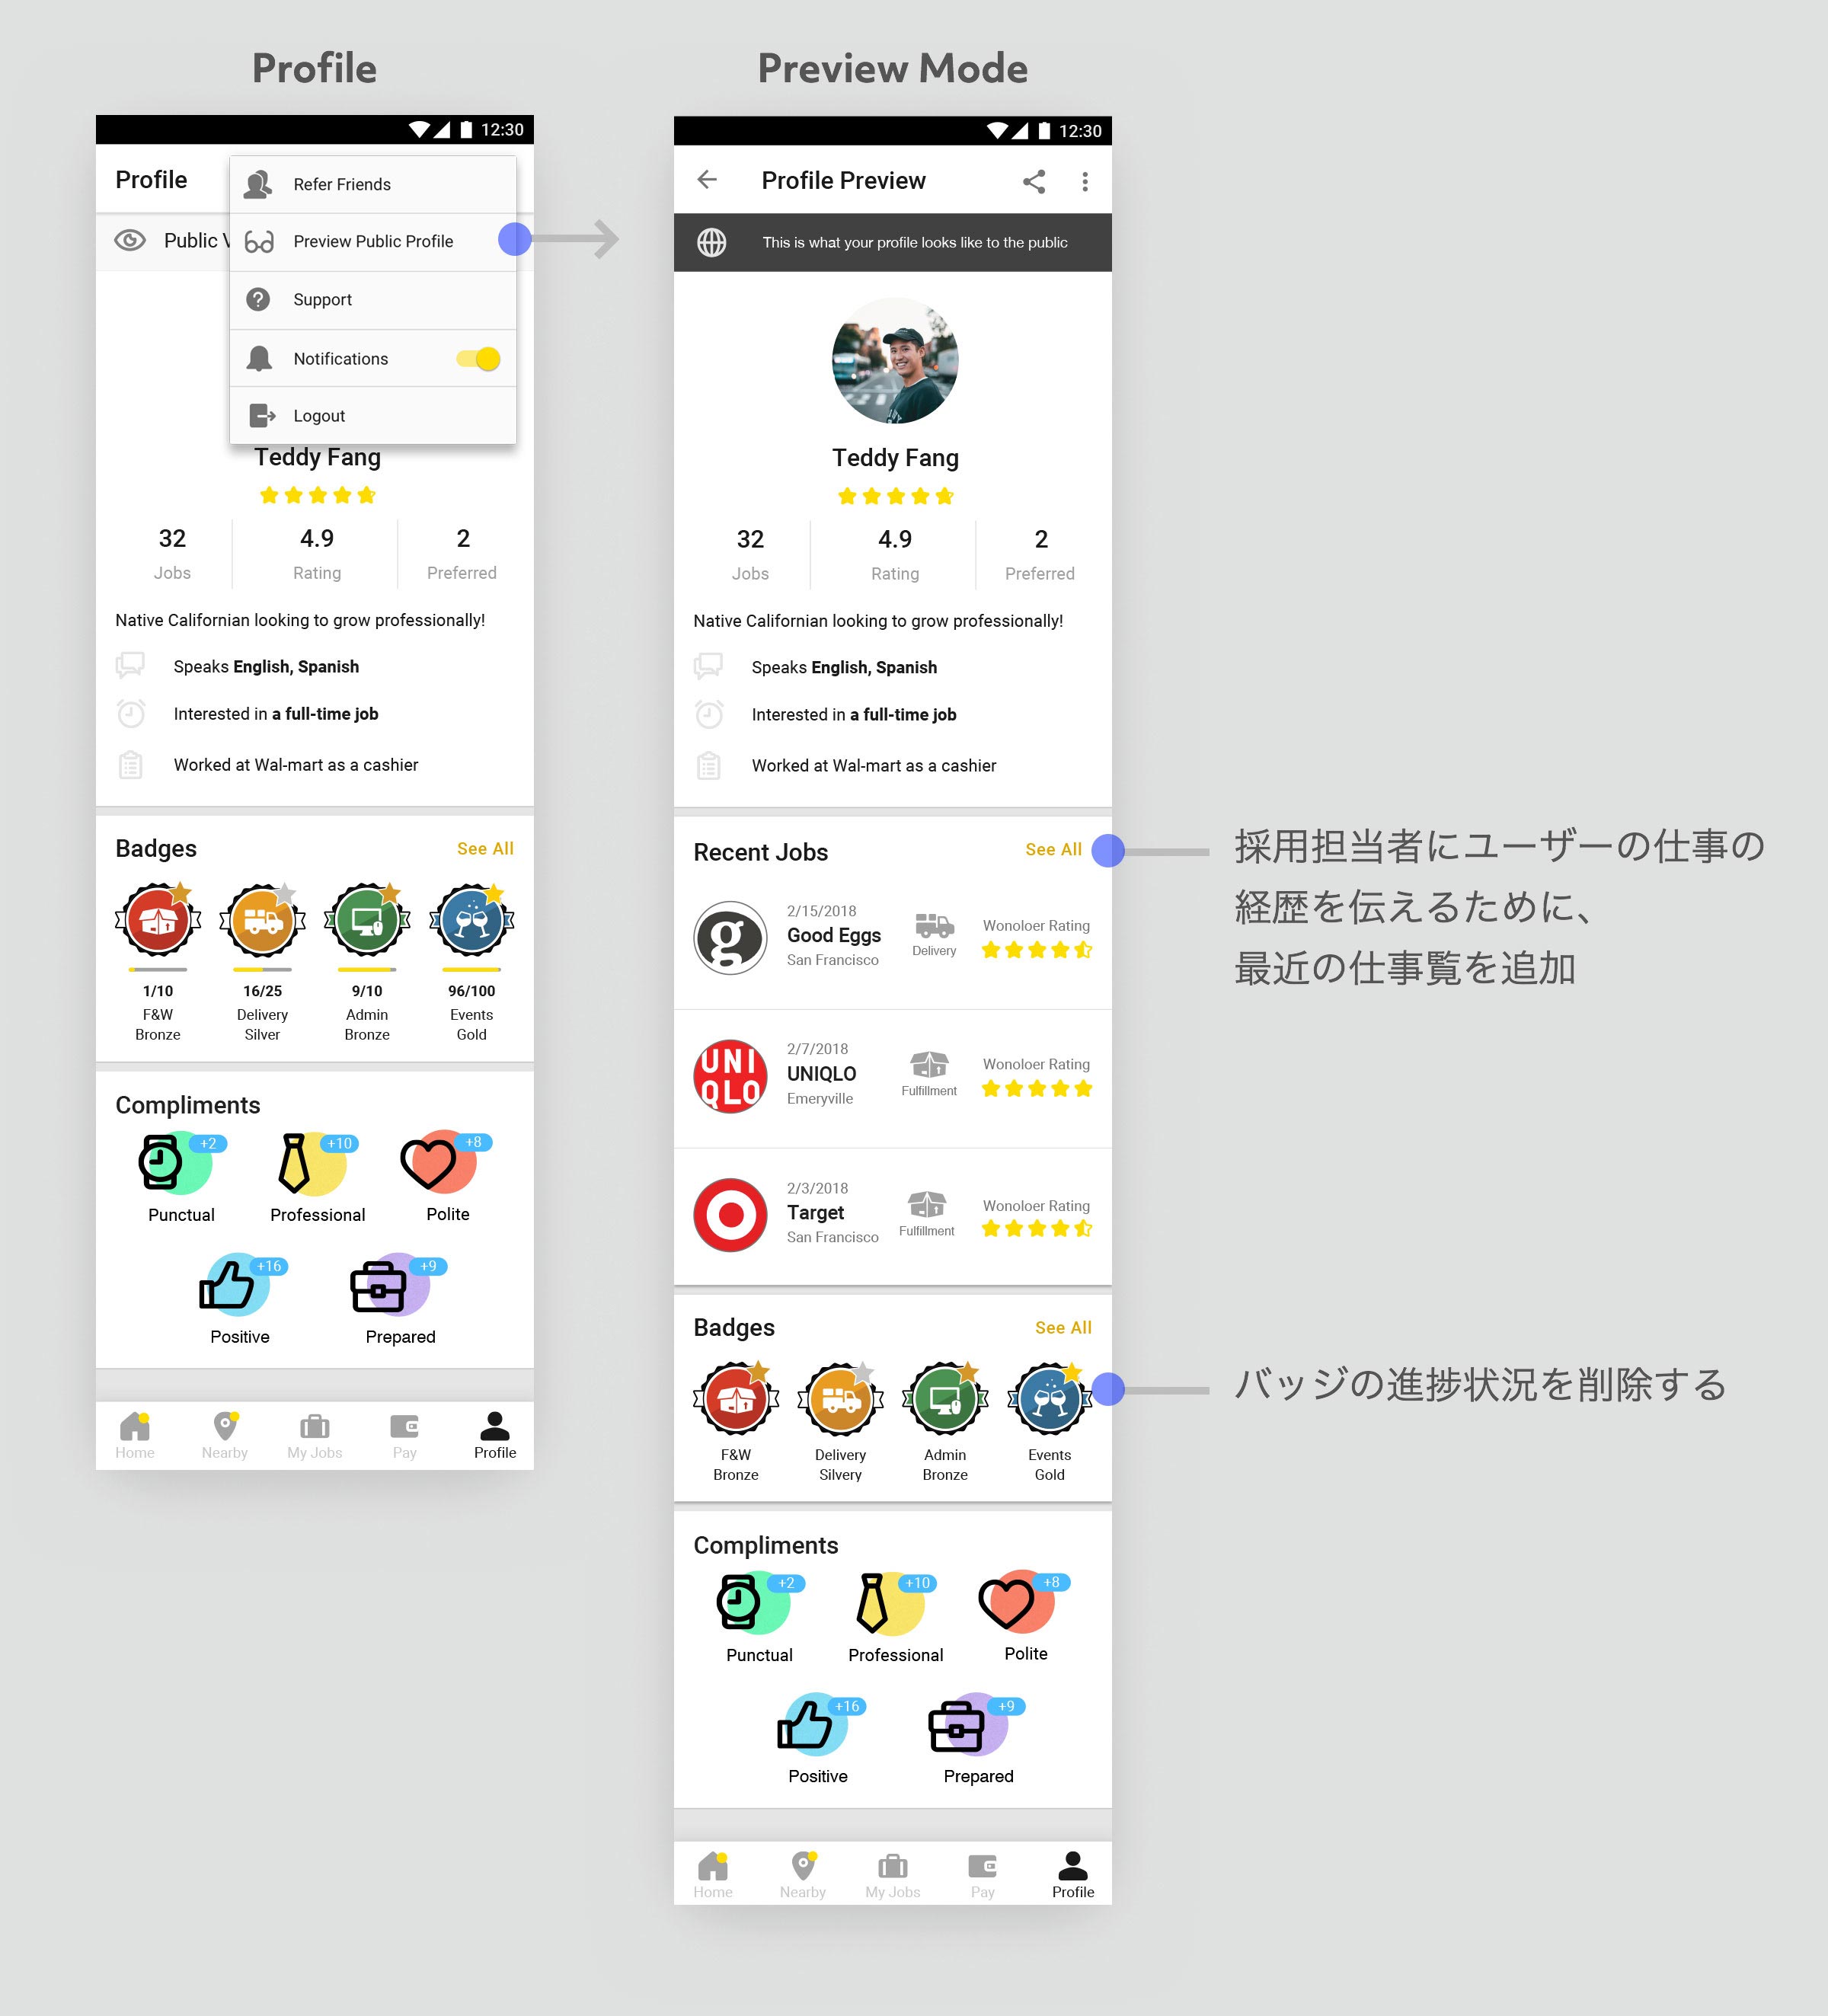 Profile
12:30
Profile
Refer Friends
Public V
Preview Public Profile
Support
Notifications
Logout
Teddy Fang
32 4.9 2
Jobs Rating Preferred
Native Californian looking to grow professionally!
Speaks English, Spanish
Interested in a full-time job
Worked at Wal-mart as a cashier
Badges See All
1/10 16/25 9/10 96/100
F&W Delivery Admin Events
Bronze Silver Bronze Gold
Compliments
+2 +10 +8
Punctual Professional Polite
+16 +9
Positive Prepared
Home Nearby My Jobs Pay Profile
Preview Mode
12:30
Profile Preview
This is what your profile looks like to the public
Teddy Fang
32 4.9 2
Jobs Rating Preferred
Native Californian looking to grow professionally!
Speaks English, Spanish
Interested in a full-time job
Worked at Wal-mart as a cashier
Recent Jobs See All
g
2/15/2018
Good Eggs
San Francisco
Delivery
Wonoloer Rating
UNI
QLO
2/7/2018
UNIQLO
Emeryville
Fulfillment
Wonoloer Rating
2/3/2018
Target
San Francisco
Fulfillment
Wonoloer Rating
Badges See All
F&W Delivery Admin Events
Bronze Silvery Bronze Gold
Compliments
+2 +10 +8
Punctual Professional Polite
+16 +9
Positive Prepared
Home Nearby My Jobs Pay Profile
採用担当者にユーザーの仕事の
経歴を伝えるために、
最近の仕事覧を追加
バッジの進捗状況を削除する